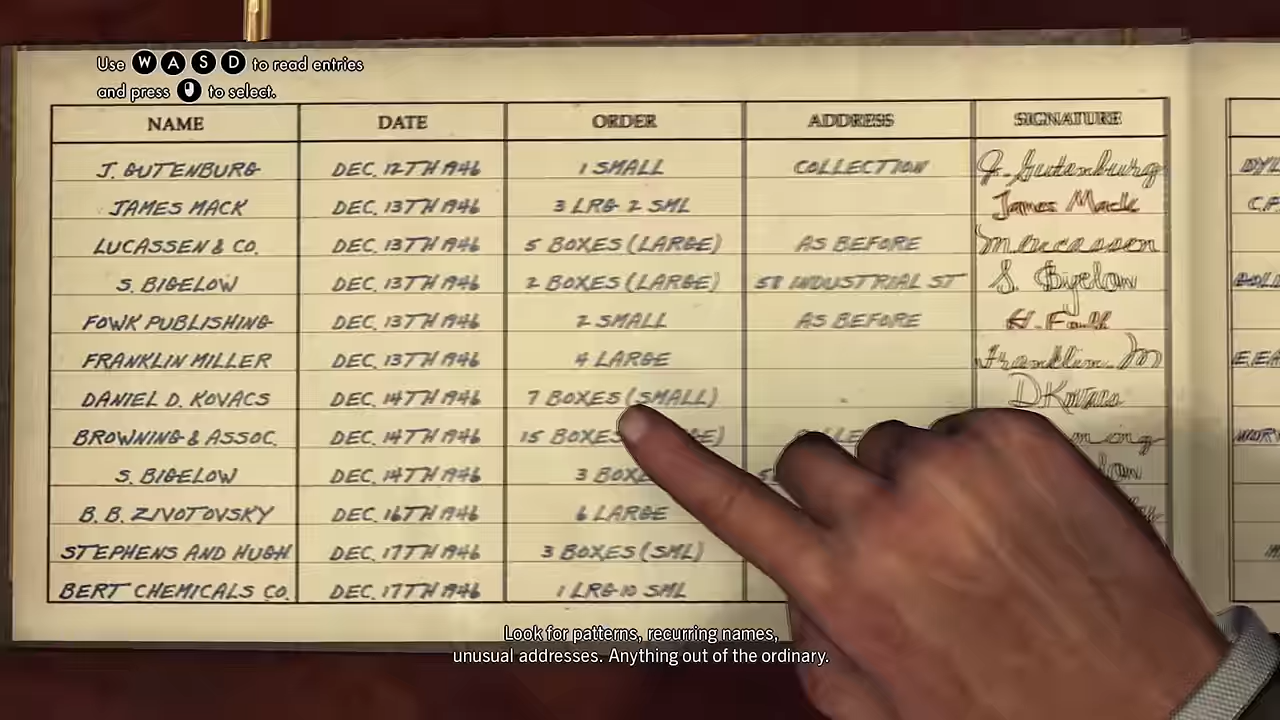 Use W A S D to read entries
and press to select.
NAME DATE ORDER ADDRESS SIGNATURE
J. GUTENBURG DEC. 12TH 1946 1 SMALL COLLECTION J. Gutenburg
JAMES MACK DEC. 13TH 1946 3 LRG 2 SML James Mack
LUCASSEN & CO. DEC. 13TH 1946 5 BOXES (LARGE) AS BEFORE
S. BIGELOW DEC. 13TH 1946 2 BOXES (LARGE) 58 INDUSTRIAL ST S. Bigelow
FOWK PUBLISHING DEC. 13TH 1946 2 SMALL AS BEFORE
FRANKLIN MILLER DEC. 13TH 1946 4 LARGE Franklin M
DANIEL D. KOVACS DEC. 14TH 1946 7 BOXES (SMALL) D Kovacs
BROWNING & ASSOC. DEC. 14TH 1946 15 BOXES
S. BIGELOW DEC. 14TH 1946 3
B. B. ZIVOTOVSKY DEC. 16TH 1946 6 LARGE
STEPHENS AND HUGH DEC. 17TH 1946 3 BOXES (SML)
BERT CHEMICALS CO. DEC. 17TH 1946 1 LRG 10 SML
Look for patterns, recurring names,
unusual addresses. Anything out of the ordinary.